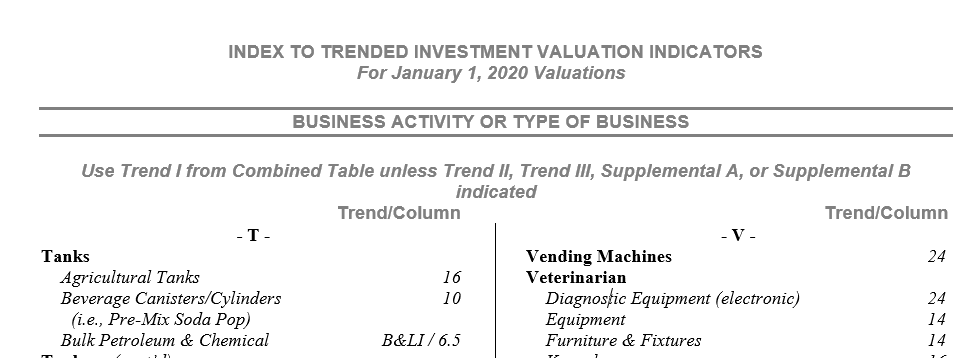 INDEX TO TRENDED INVESTMENT VALUATION INDICATORS
For January 1, 2020 Valuations
BUSINESS ACTIVITY OR TYPE OF BUSINESS
Use Trend I from Combined Table unless Trend II, Trend III, Supplemental A, or Supplemental B
indicated
Trend/Column
- T -
Tanks
Agricultural Tanks 16
Beverage Canisters/Cylinders 10
(i.e., Pre-Mix Soda Pop)
Bulk Petroleum & Chemical B&LI / 6.5
Trend/Column
- V -
Vending Machines 24
Veterinarian
Diagnostic Equipment (electronic) 24
Equipment 14
Furniture & Fixtures 14